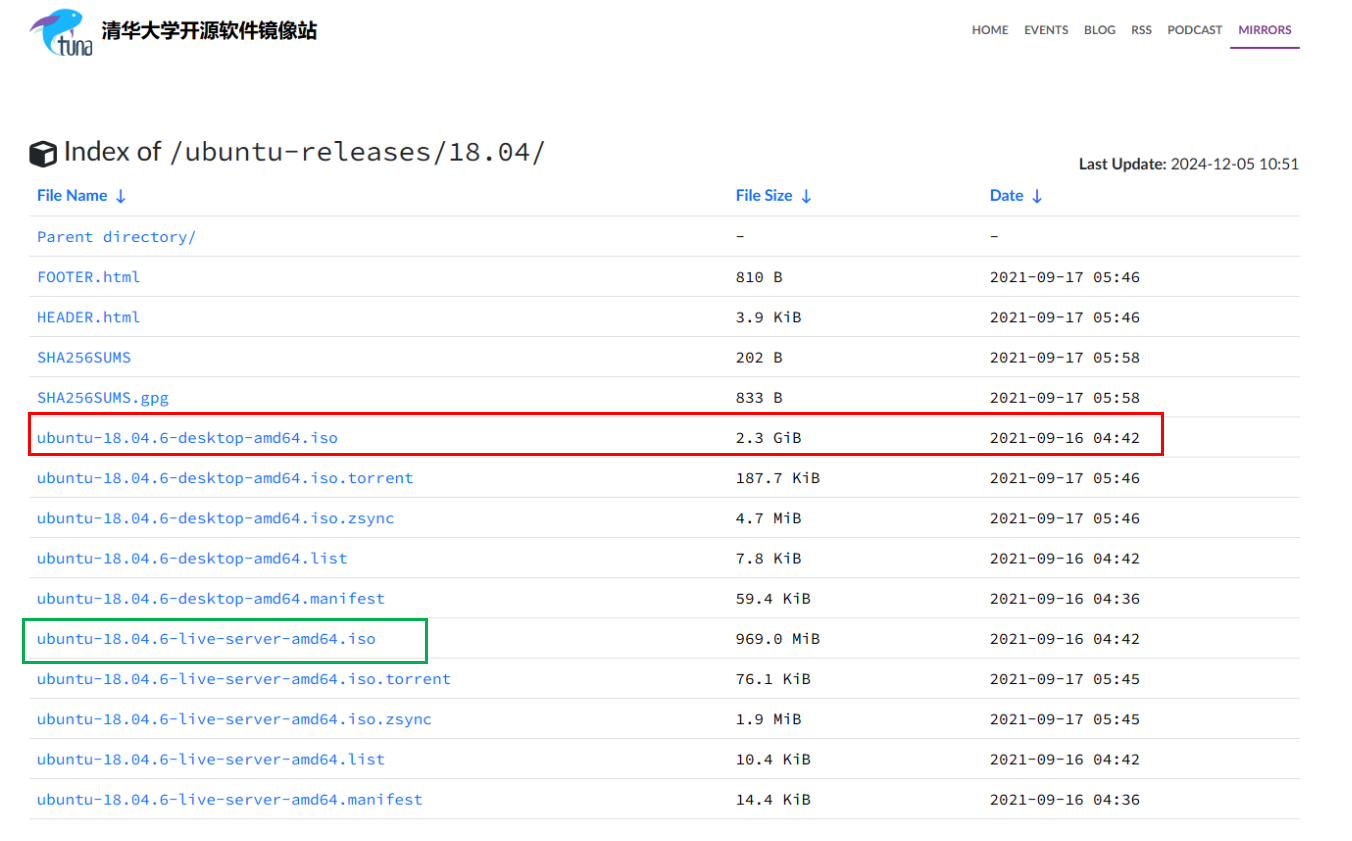 tuna 清华大学开源软件镜像站
HOME EVENTS BLOG RSS PODCAST MIRRORS
Index of /ubuntu-releases/18.04/
Last Update: 2024-12-05 10:51
File Name ↓ File Size ↓ Date ↓
Parent directory/ - -
FOOTER.html 810 B 2021-09-17 05:46
HEADER.html 3.9 KiB 2021-09-17 05:46
SHA256SUMS 202 B 2021-09-17 05:58
SHA256SUMS.gpg 833 B 2021-09-17 05:58
ubuntu-18.04.6-desktop-amd64.iso 2.3 GiB 2021-09-16 04:42
ubuntu-18.04.6-desktop-amd64.iso.torrent 187.7 KiB 2021-09-17 05:46
ubuntu-18.04.6-desktop-amd64.iso.zsync 4.7 MiB 2021-09-17 05:46
ubuntu-18.04.6-desktop-amd64.list 7.8 KiB 2021-09-16 04:42
ubuntu-18.04.6-desktop-amd64.manifest 59.4 KiB 2021-09-16 04:36
ubuntu-18.04.6-live-server-amd64.iso 969.0 MiB 2021-09-16 04:42
ubuntu-18.04.6-live-server-amd64.iso.torrent 76.1 KiB 2021-09-17 05:45
ubuntu-18.04.6-live-server-amd64.iso.zsync 1.9 MiB 2021-09-17 05:45
ubuntu-18.04.6-live-server-amd64.list 10.4 KiB 2021-09-16 04:42
ubuntu-18.04.6-live-server-amd64.manifest 14.4 KiB 2021-09-16 04:36